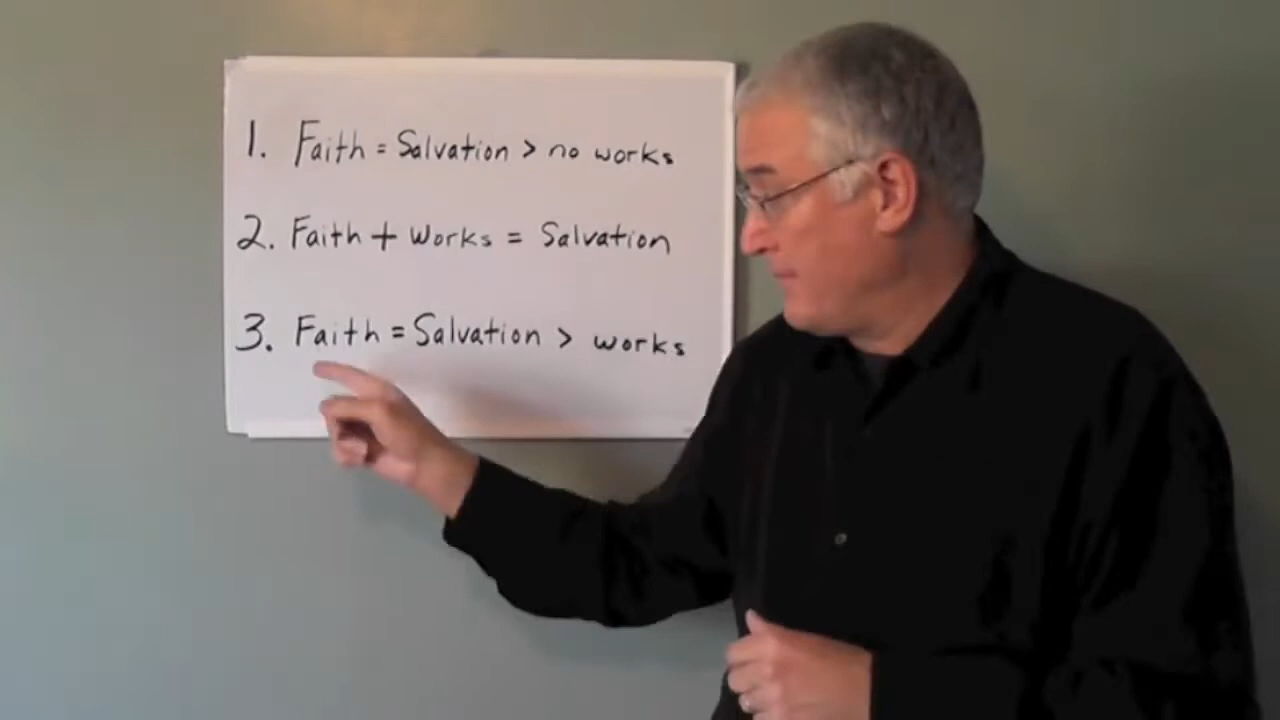 1. Faith = Salvation > no works
2. Faith + Works = Salvation
3. Faith = Salvation > works